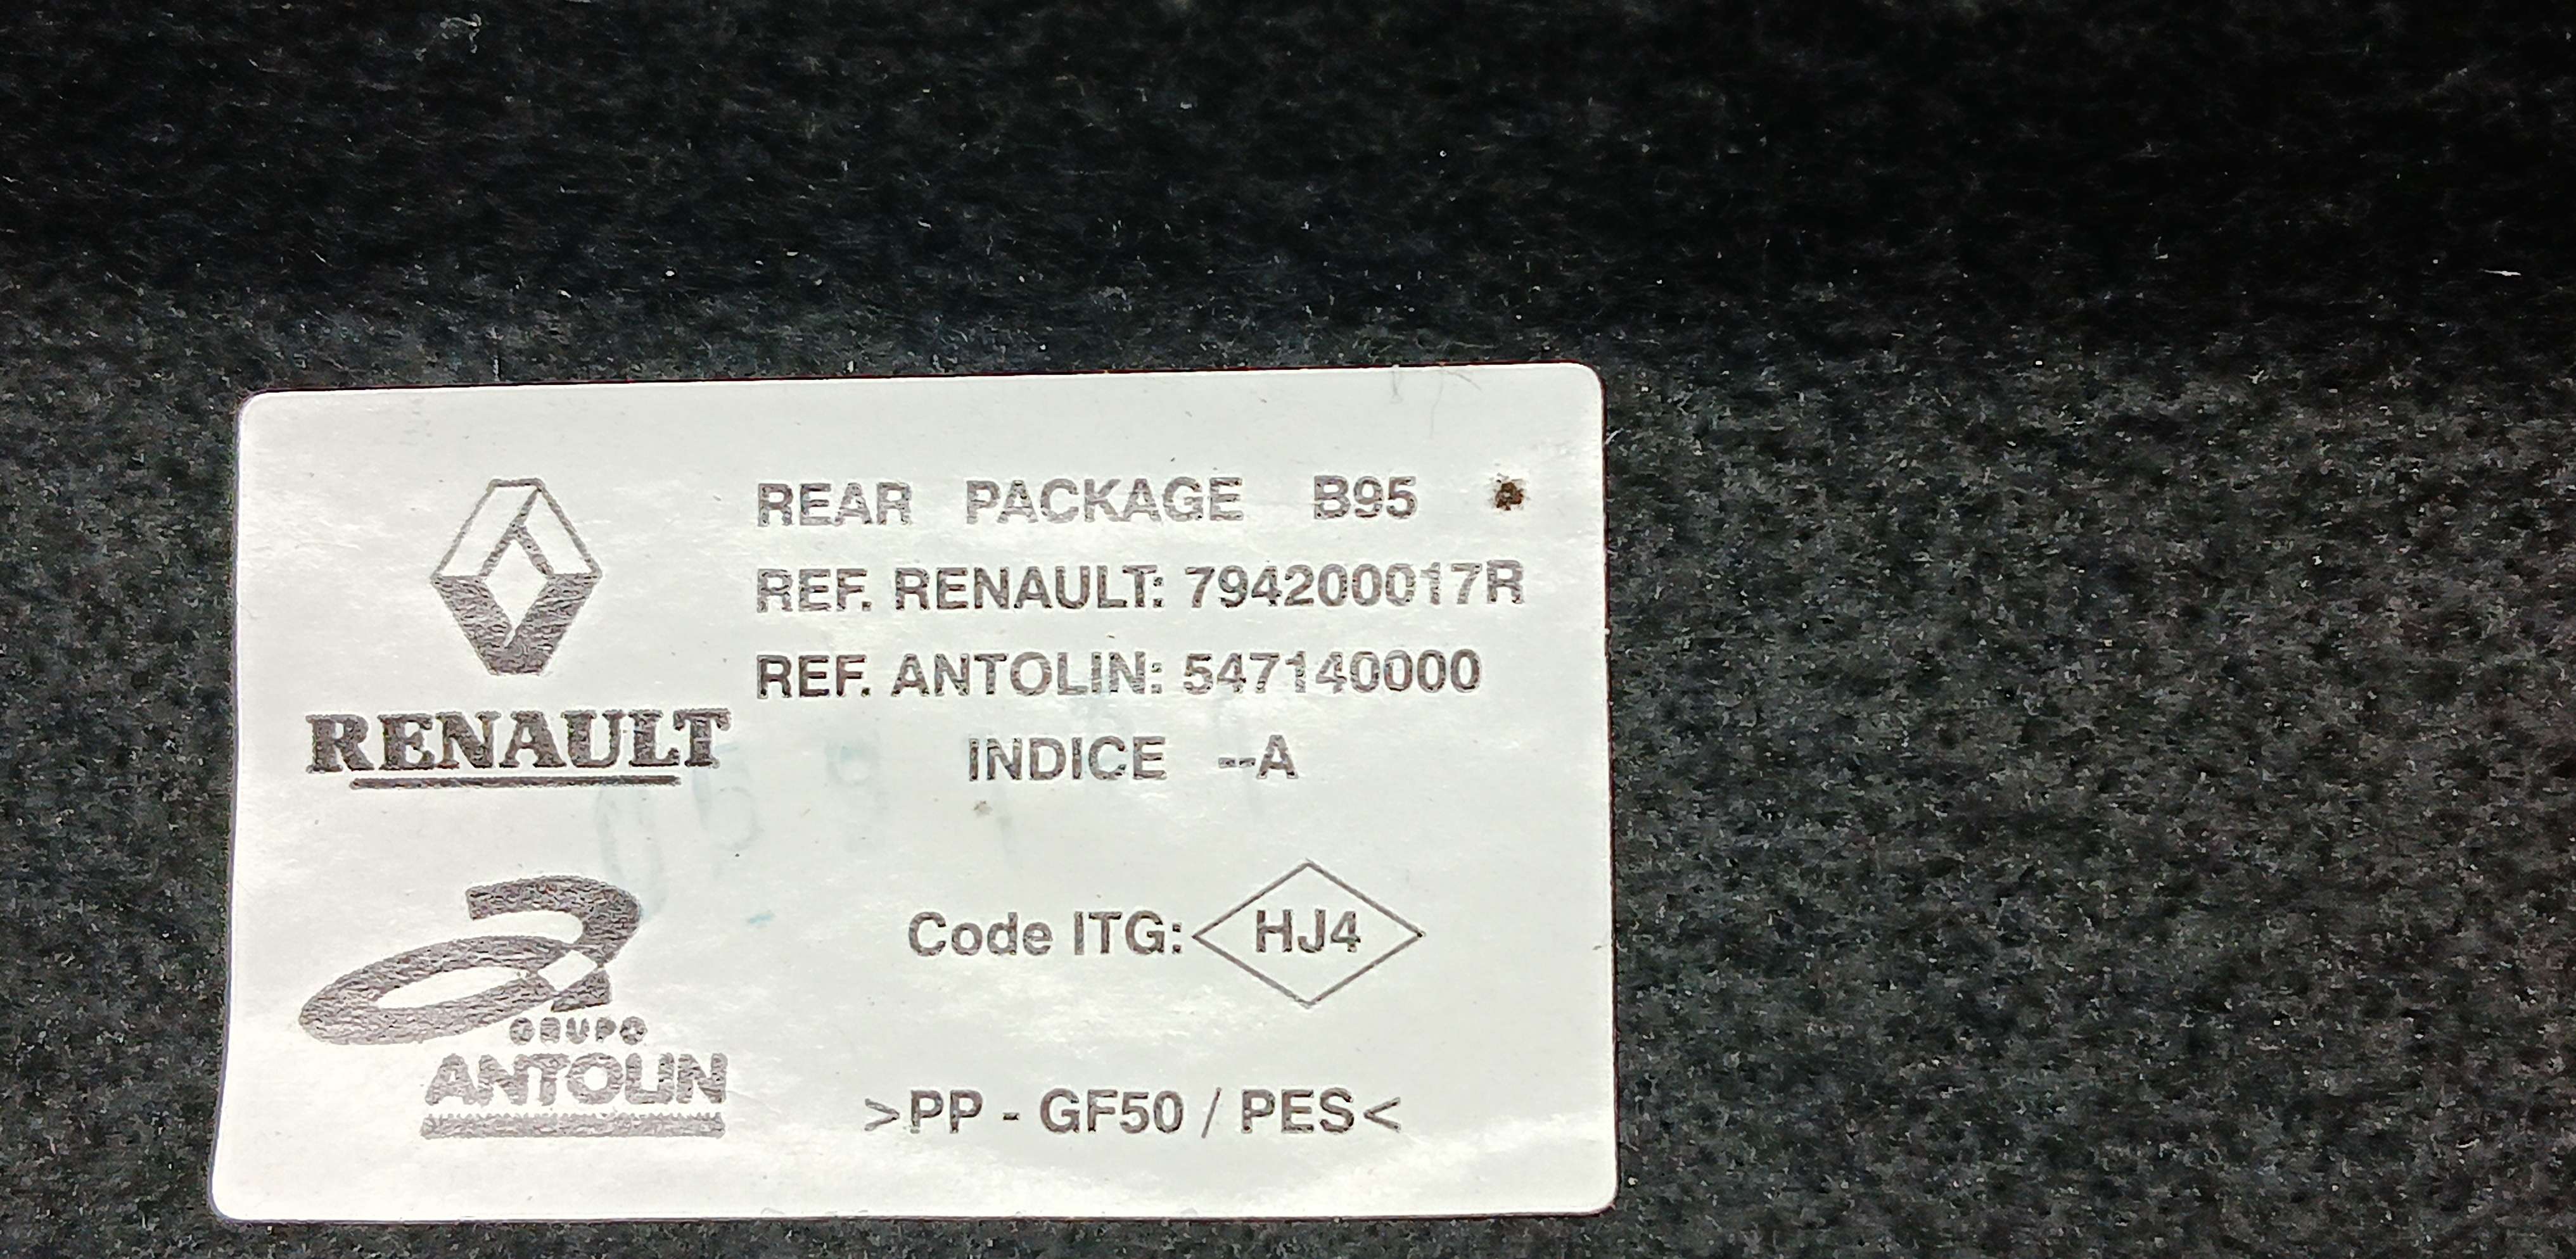 REAR PACKAGE B95
REF. RENAULT: 794200017R
REF. ANTOLIN: 547140000
INDICE --A
RENAULT
Code ITG: HJ4
GRUPO
ANTOLIN
>PP - GF50 / PES<